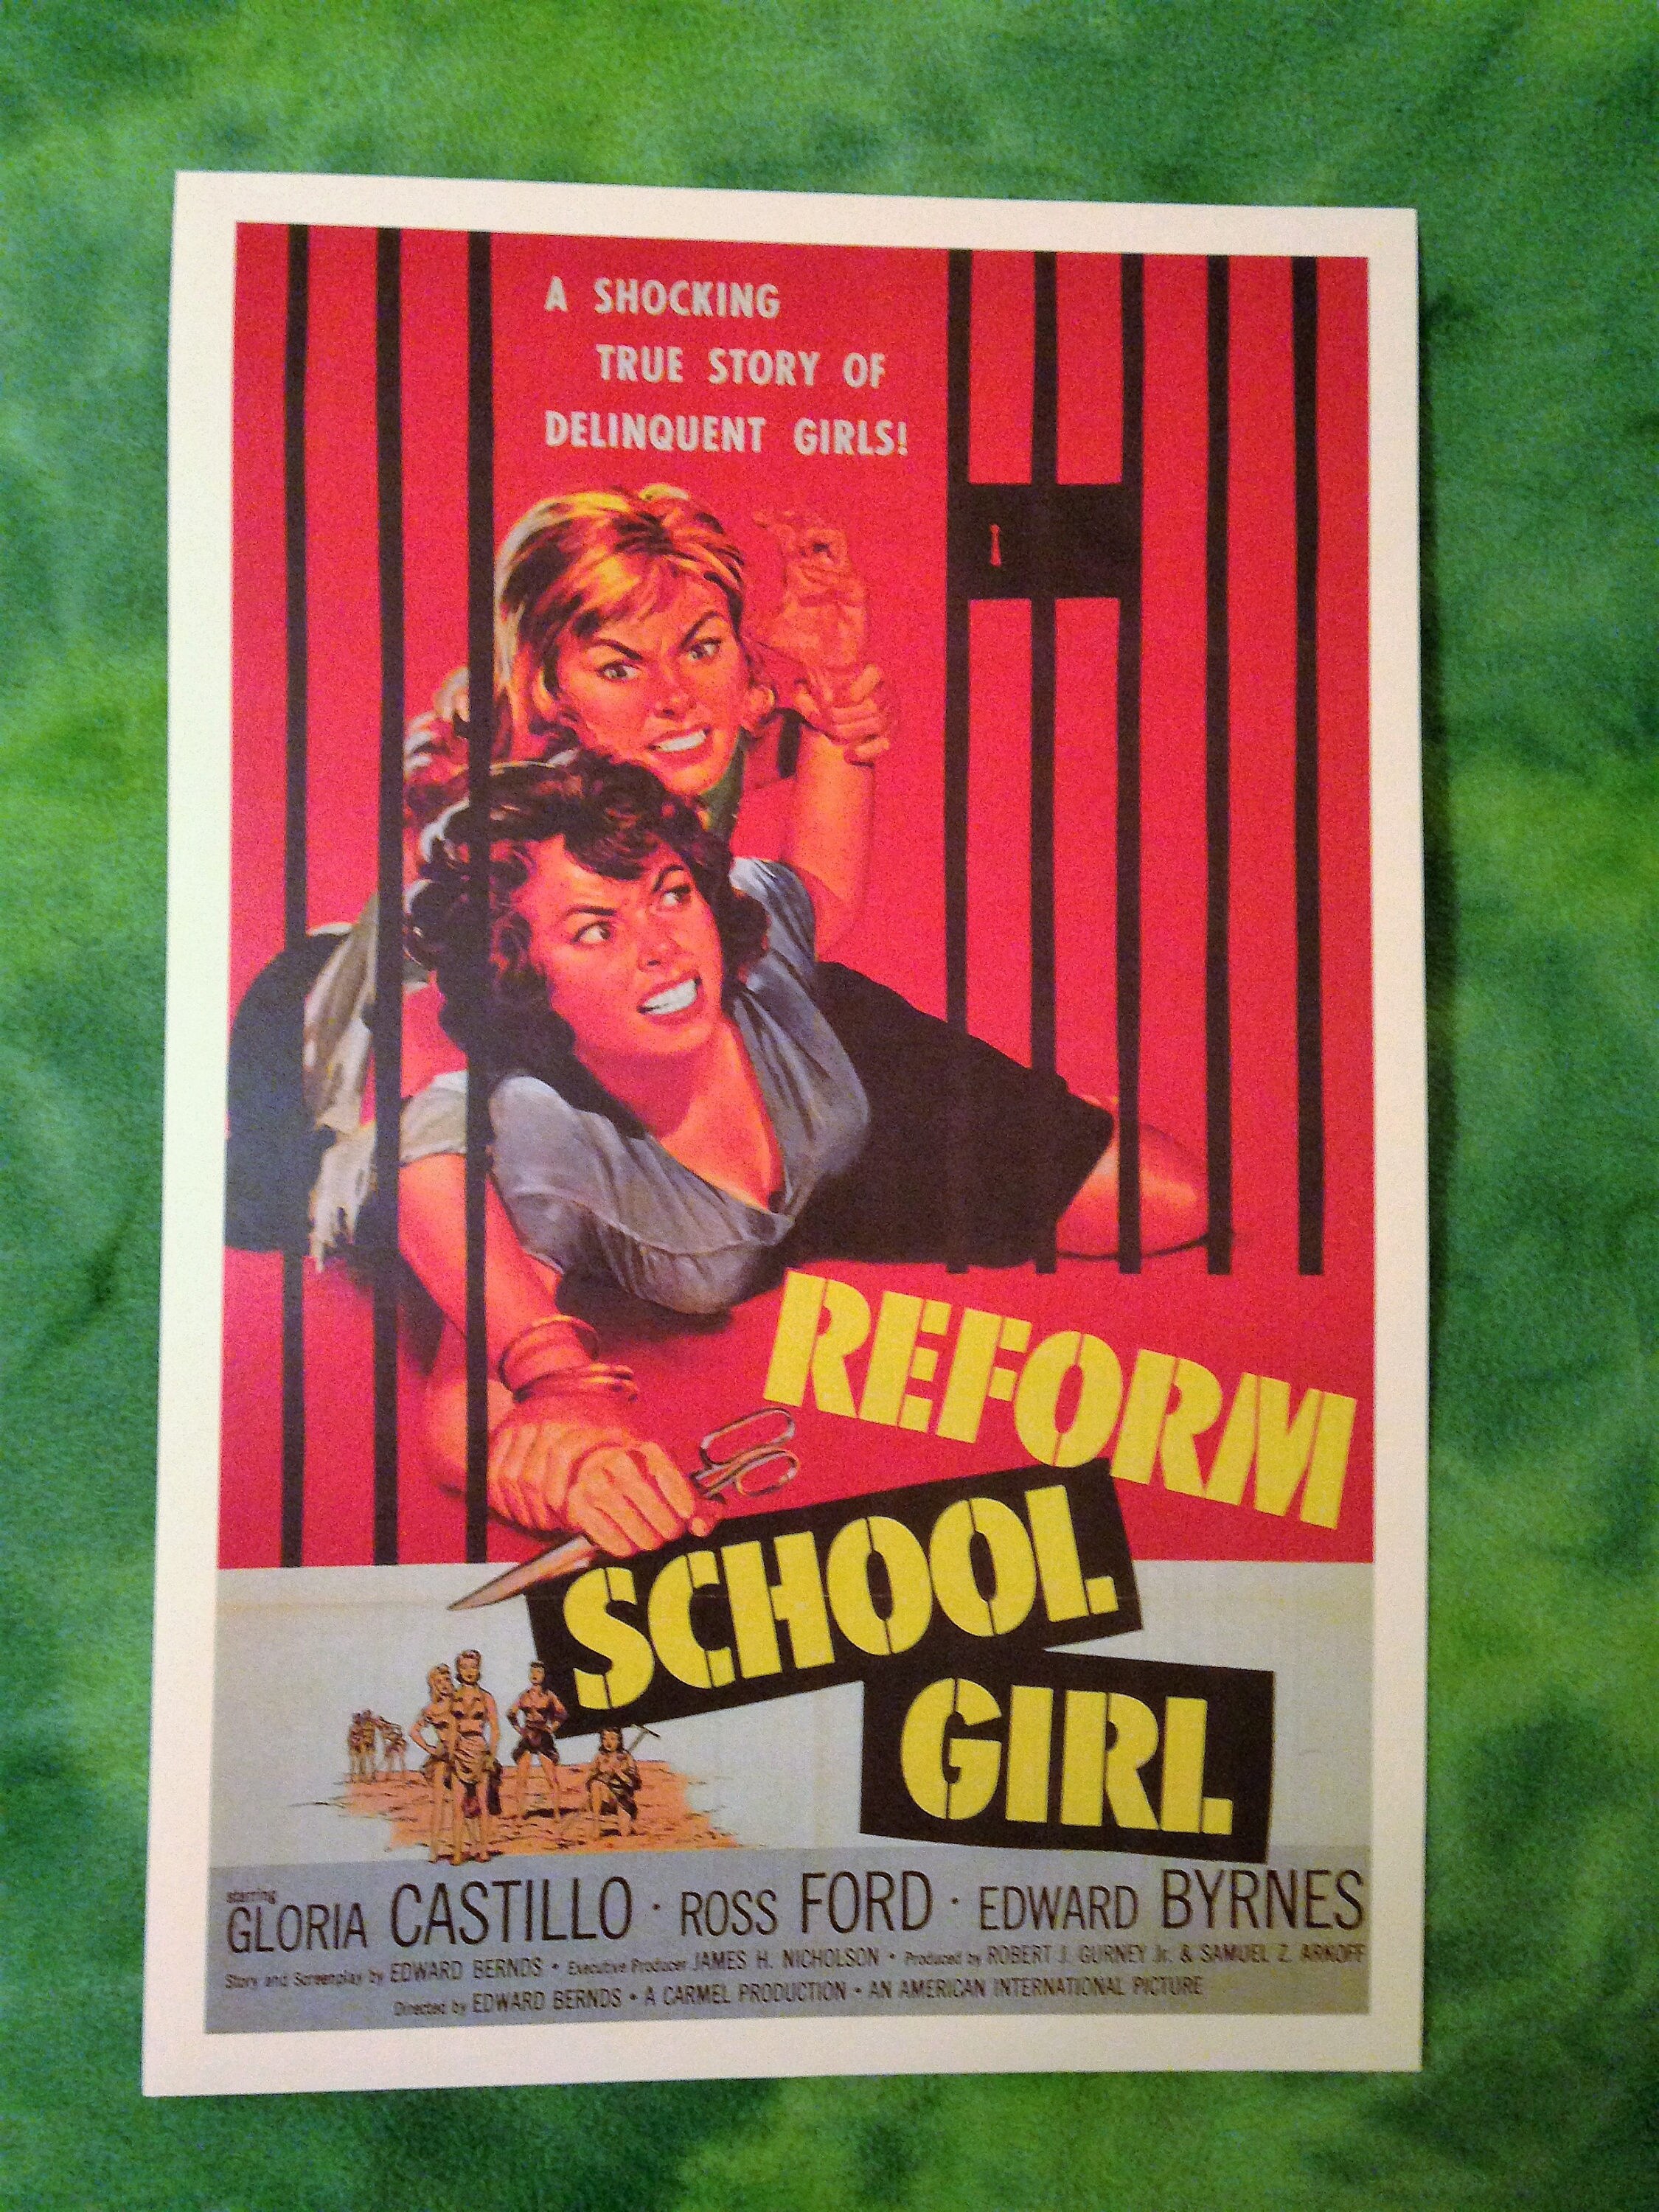 A SHOCKING
TRUE STORY OF
DELINQUENT GIRLS!
REFORM
SCHOOL
GIRL
starring
GLORIA CASTILLO · ROSS FORD · EDWARD BYRNES
Story and Screenplay by EDWARD BERNDS • Executive Producer JAMES H. NICHOLSON • Produced by ROBERT J. GURNEY Jr. & SAMUEL Z. ARKOFF
Directed by EDWARD BERNDS • A CARMEL PRODUCTION • AN AMERICAN INTERNATIONAL PICTURE